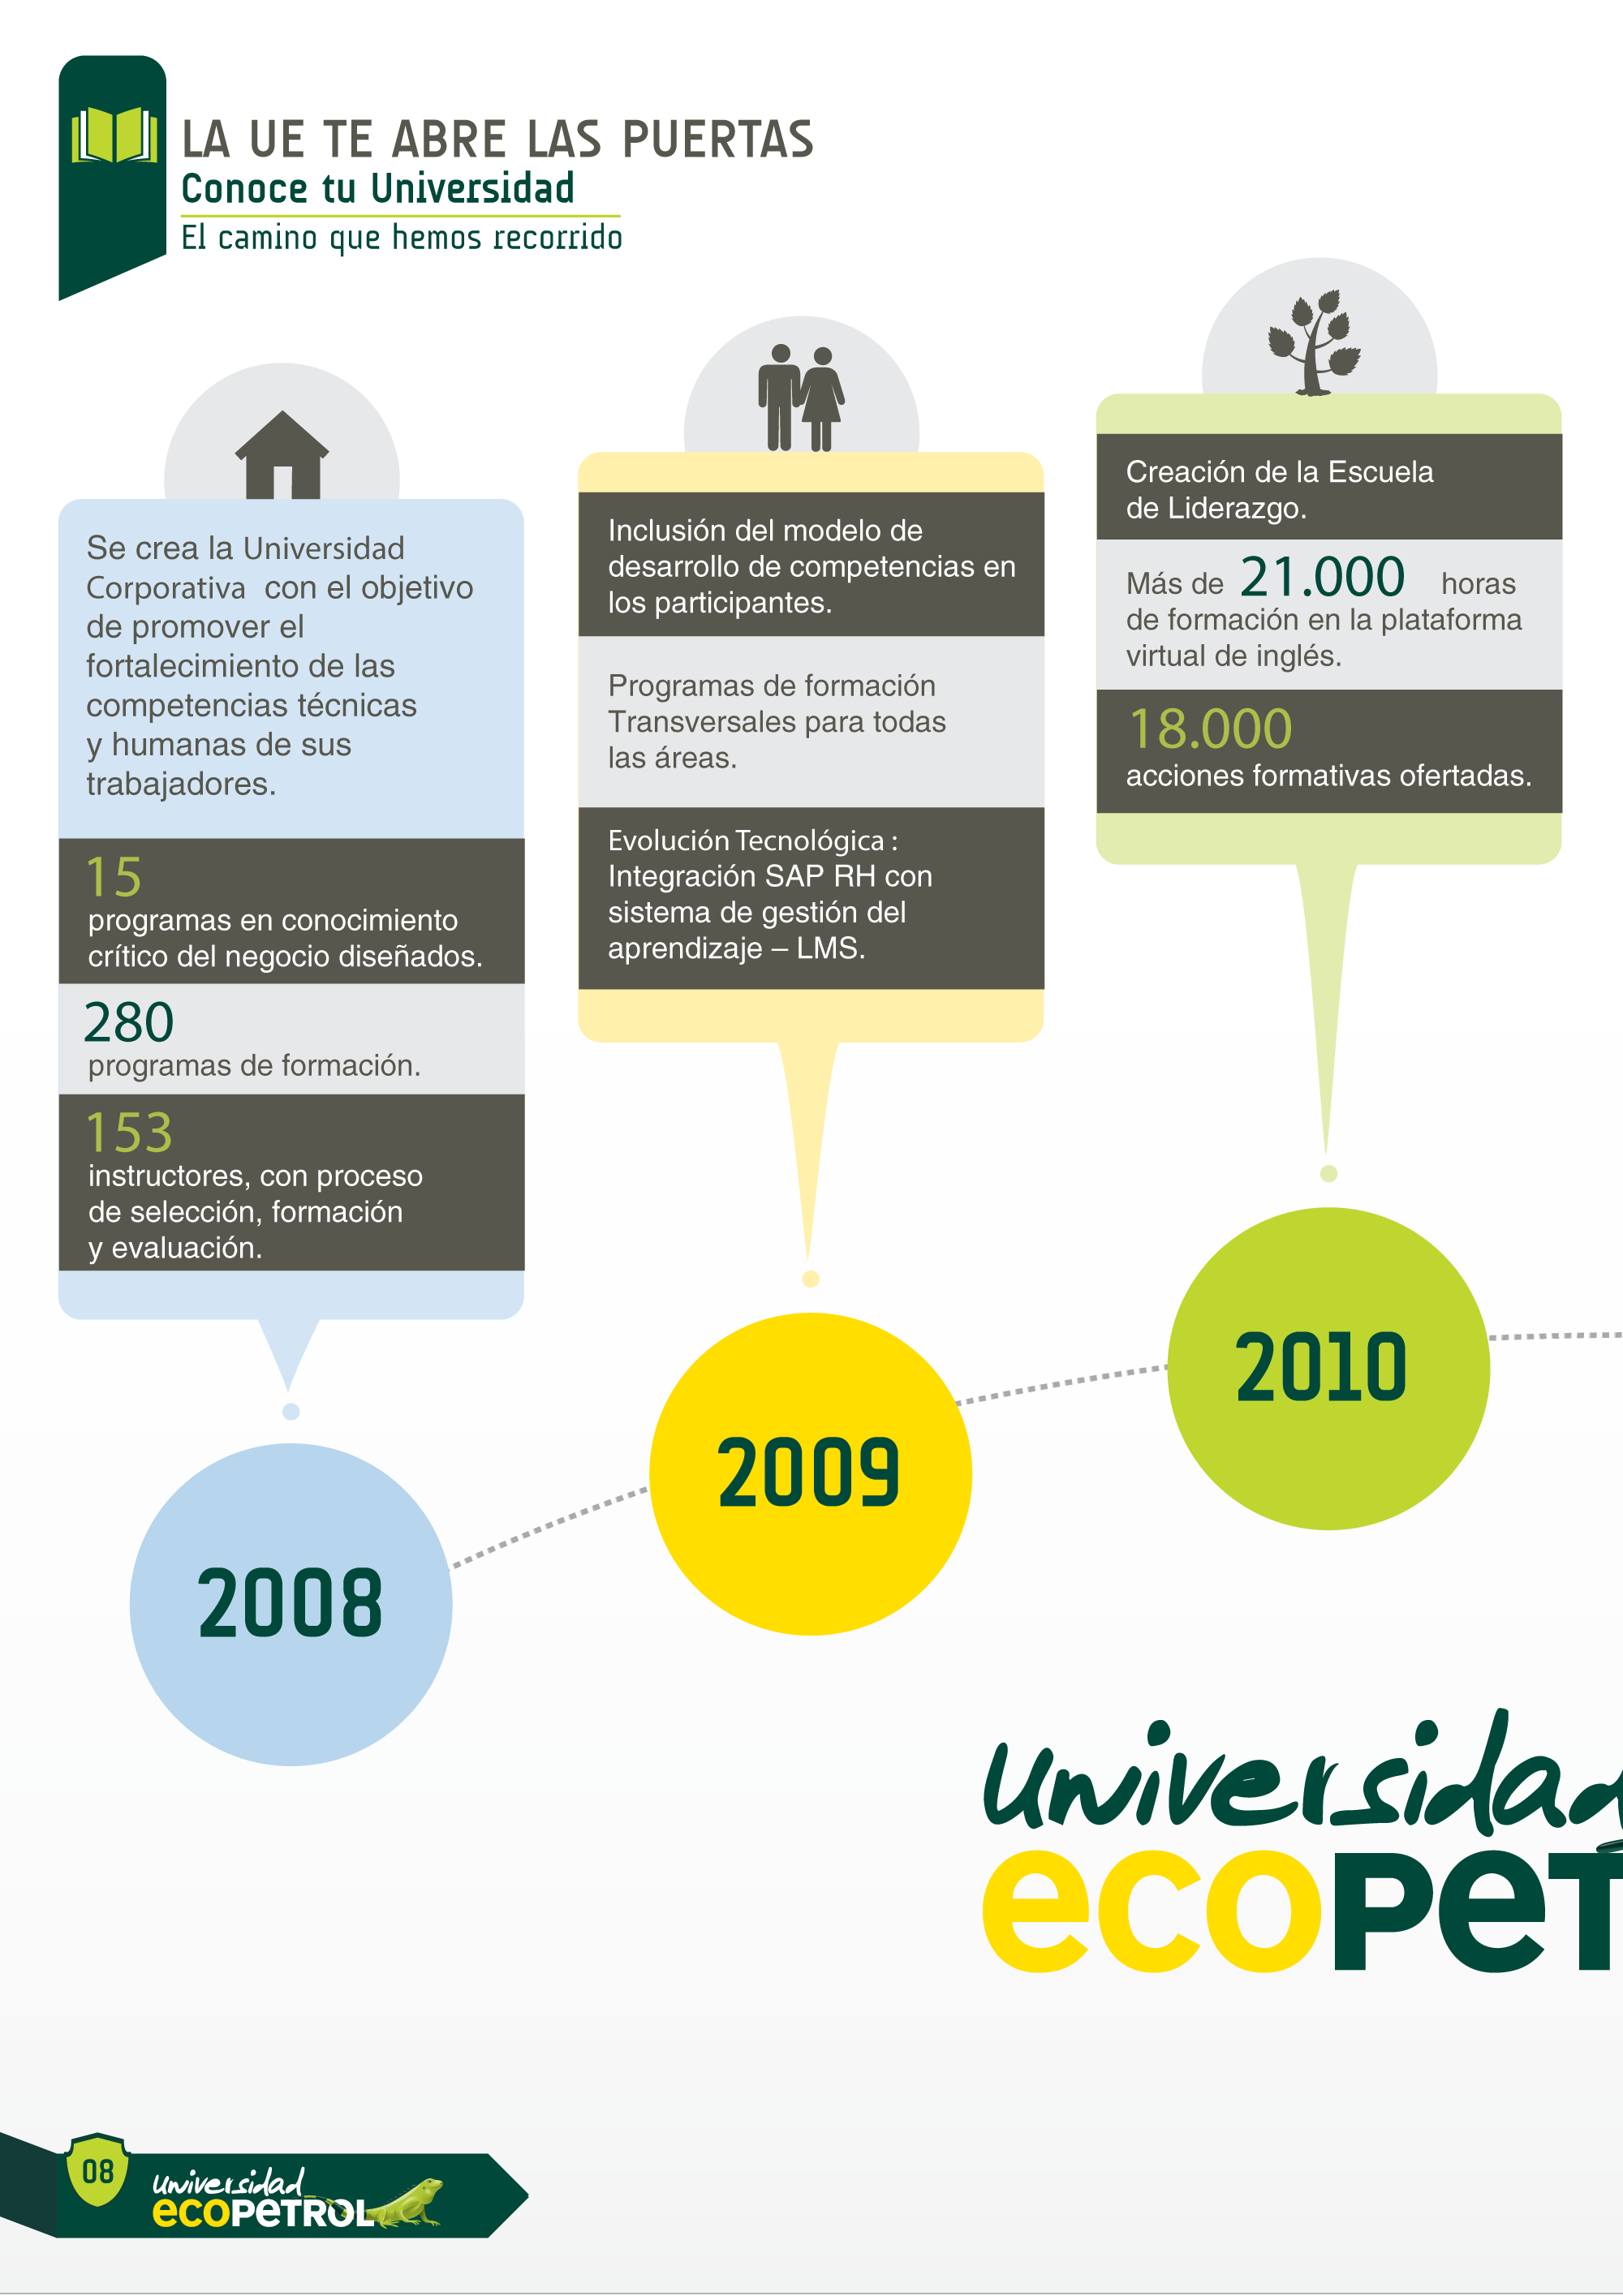 LA UE TE ABRE LAS PUERTAS
Conoce tu Universidad
El camino que hemos recorrido
Se crea la Universidad
Corporativa con el objetivo
de promover el
fortalecimiento de las
competencias técnicas
y humanas de sus
trabajadores.
15
programas en conocimiento
crítico del negocio diseñados.
280
programas de formación.
153
instructores, con proceso
de selección, formación
y evaluación.
2008
Inclusión del modelo de
desarrollo de competencias en
los participantes.
Programas de formación
Transversales para todas
las áreas.
Evolución Tecnológica :
Integración SAP RH con
sistema de gestión del
aprendizaje – LMS.
2009
Creación de la Escuela
de Liderazgo.
Más de 21.000 horas
de formación en la plataforma
virtual de inglés.
18.000
acciones formativas ofertadas.
2010
universidad
ecopet
08
universidad
ecopetrol